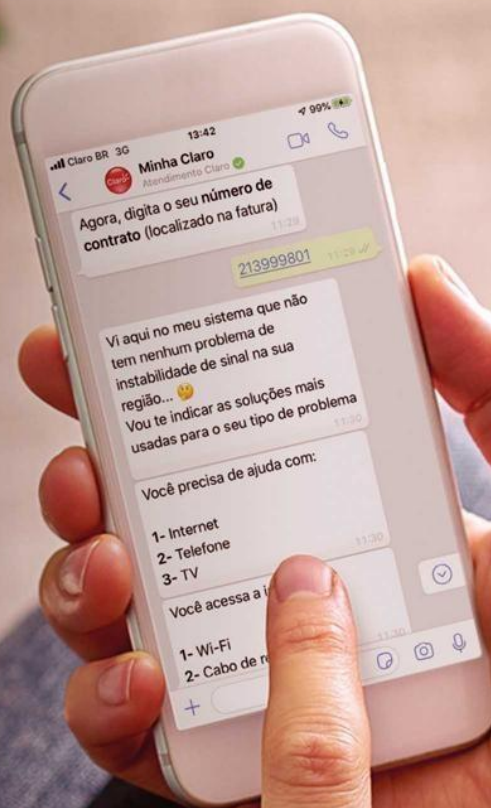 Claro BR 3G 13:42 99%
Minha Claro
Atendimento Claro
Agora, digita o seu número de
contrato (localizado na fatura)
11:29
213999801 11:29
Vi aqui no meu sistema que não
tem nenhum problema de
instabilidade de sinal na sua
região... 🤔
Vou te indicar as soluções mais
usadas para o seu tipo de problema
11:30
Você precisa de ajuda com:
1- Internet
2- Telefone
3- TV
11:30
Você acessa a
1- Wi-Fi
11:30
2- Cabo de